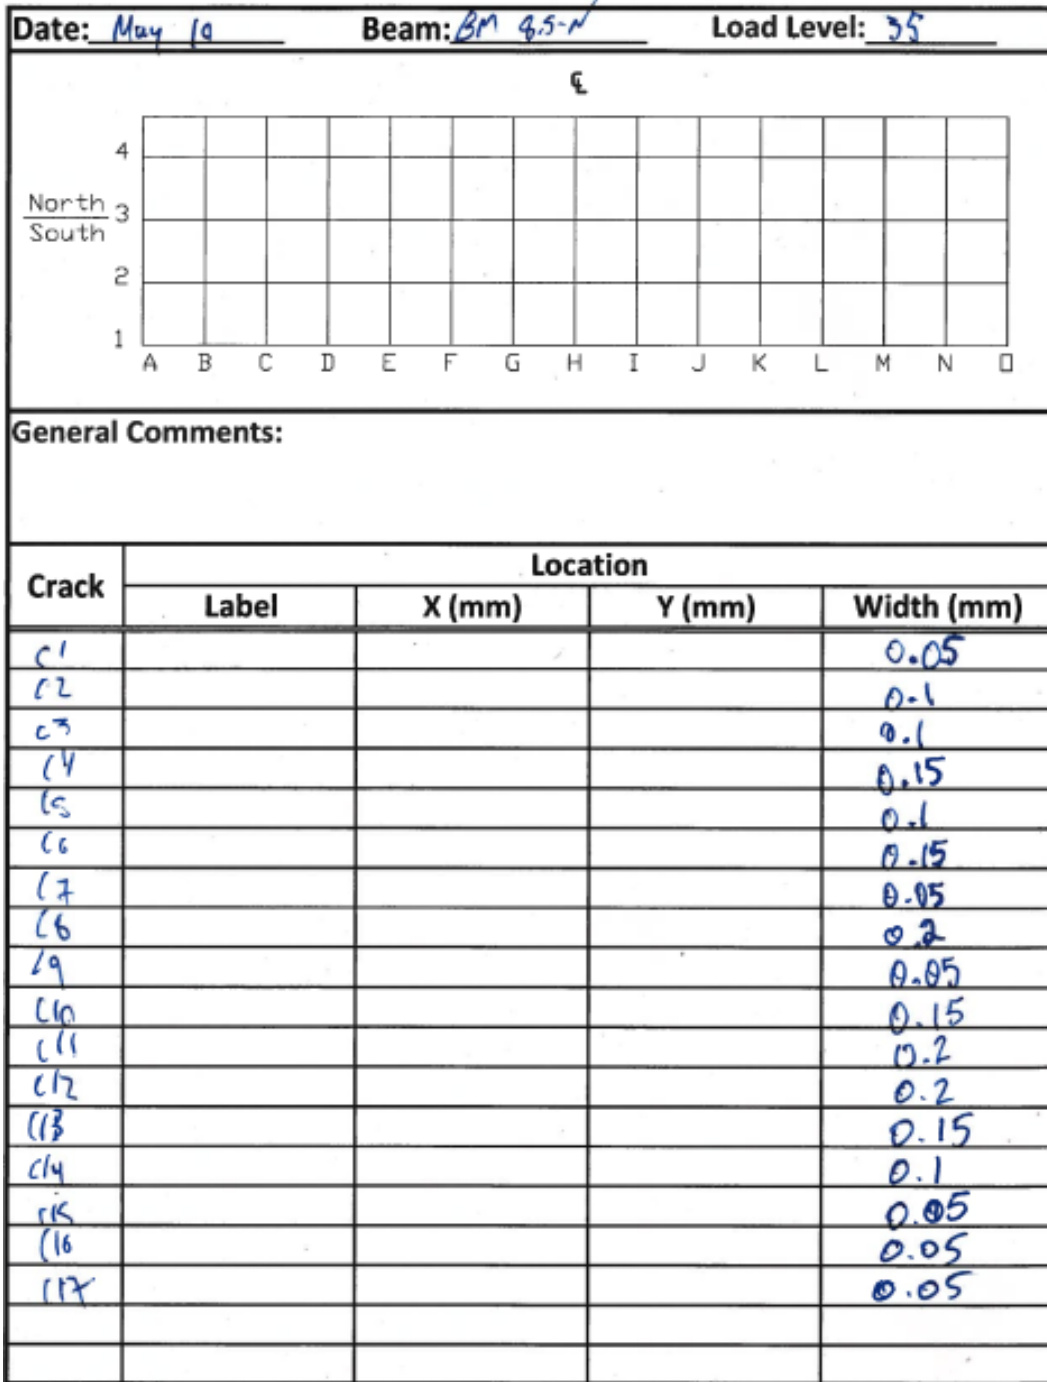 Date: May 10 Beam: BM 8.5-N Load Level: 35
℄
4
North 3
South
2
1
A B C D E F G H I J K L M N O
General Comments:
Crack Location
Label X (mm) Y (mm) Width (mm)
C1 0.05
C2 0.1
C3 0.1
C4 0.15
C5 0.1
C6 0.15
C7 0.05
C8 0.2
C9 0.05
C10 0.15
C11 0.2
C12 0.2
C13 0.15
C14 0.1
C15 0.05
C16 0.05
C17 0.05